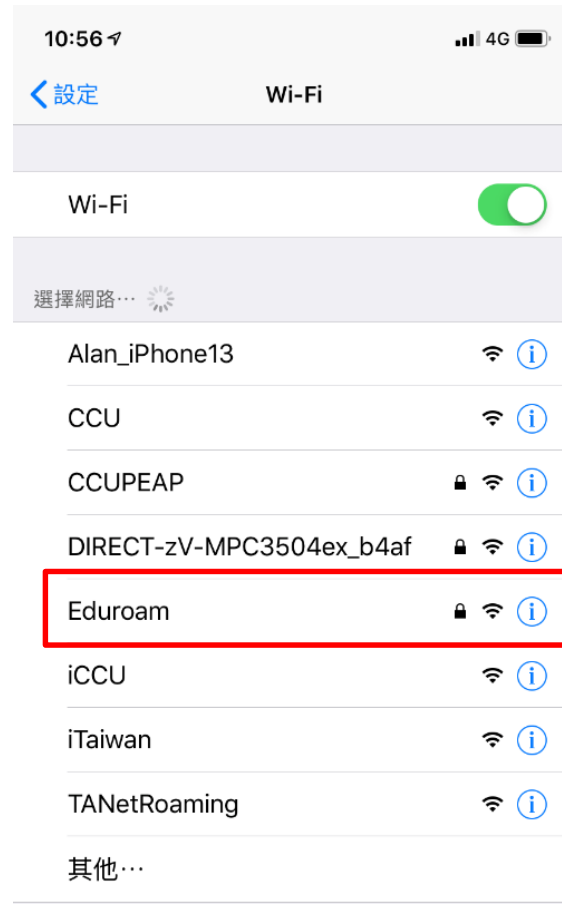 10:56 4G
設定 Wi-Fi
Wi-Fi
選擇網路…
Alan_iPhone13
CCU
CCUPEAP
DIRECT-zV-MPC3504ex_b4af
Eduroam
iCCU
iTaiwan
TANetRoaming
其他…